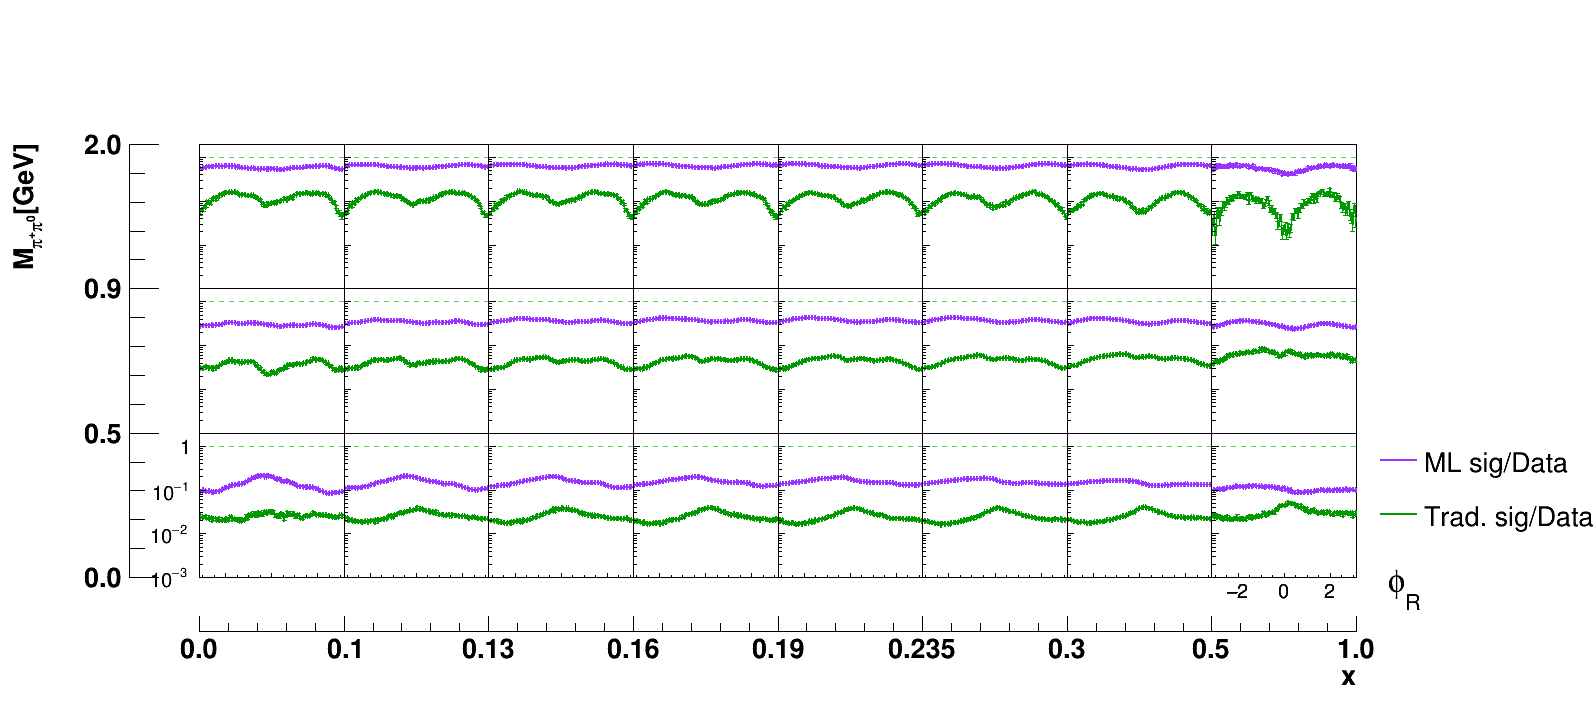 M_{π⁺π⁰}[GeV]
2.0
0.9
0.5
0.0
1
10⁻¹
10⁻²
10⁻³
−2 0 2
ϕ_R
0.0 0.1 0.13 0.16 0.19 0.235 0.3 0.5 1.0
x
ML sig/Data
Trad. sig/Data